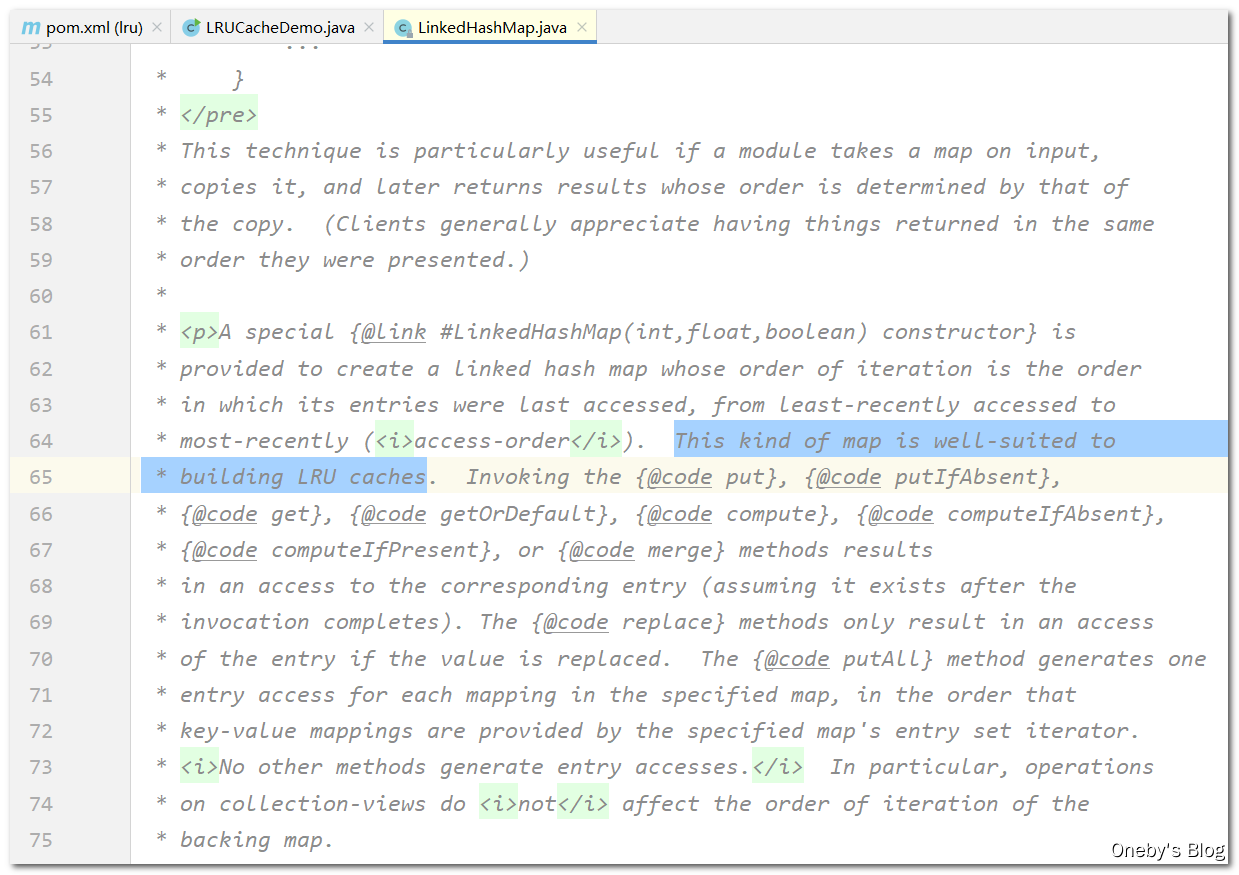 pom.xml (lru) × LRUCacheDemo.java × LinkedHashMap.java ×
54 * }
55 * </pre>
56 * This technique is particularly useful if a module takes a map on input,
57 * copies it, and later returns results whose order is determined by that of
58 * the copy.  (Clients generally appreciate having things returned in the same
59 * order they were presented.)
60 *
61 * <p>A special {@link #LinkedHashMap(int,float,boolean) constructor} is
62 * provided to create a linked hash map whose order of iteration is the order
63 * in which its entries were last accessed, from least-recently accessed to
64 * most-recently (<i>access-order</i>).  This kind of map is well-suited to
65 * building LRU caches.  Invoking the {@code put}, {@code putIfAbsent},
66 * {@code get}, {@code getOrDefault}, {@code compute}, {@code computeIfAbsent},
67 * {@code computeIfPresent}, or {@code merge} methods results
68 * in an access to the corresponding entry (assuming it exists after the
69 * invocation completes). The {@code replace} methods only result in an access
70 * of the entry if the value is replaced.  The {@code putAll} method generates one
71 * entry access for each mapping in the specified map, in the order that
72 * key-value mappings are provided by the specified map's entry set iterator.
73 * <i>No other methods generate entry accesses.</i>  In particular, operations
74 * on collection-views do <i>not</i> affect the order of iteration of the
75 * backing map.
Oneby's Blog